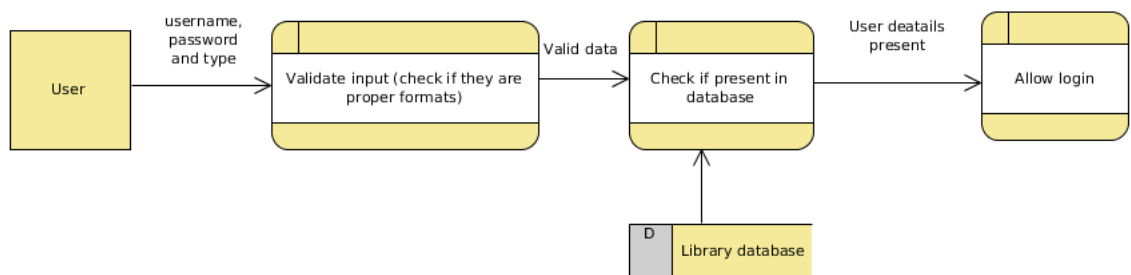 User
username,
password
and type
Validate input (check if they are
proper formats)
Valid data
Check if present in
database
User deatails
present
Allow login
D
Library database